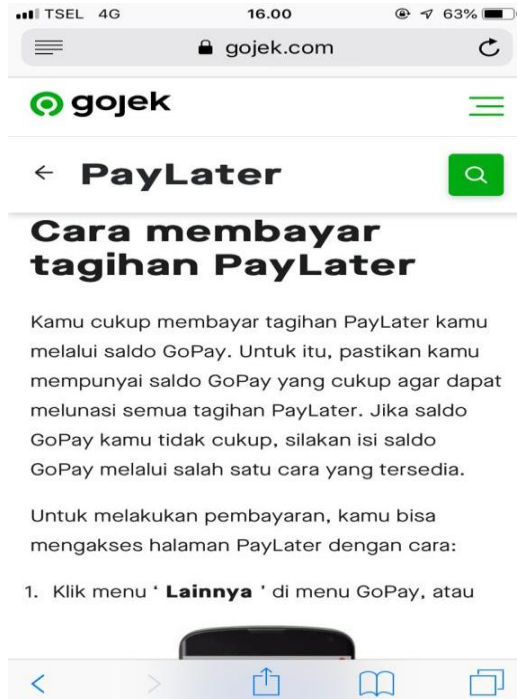 TSEL 4G 16.00 63%
gojek.com
gojek
← PayLater
Cara membayar
tagihan PayLater
Kamu cukup membayar tagihan PayLater kamu
melalui saldo GoPay. Untuk itu, pastikan kamu
mempunyai saldo GoPay yang cukup agar dapat
melunasi semua tagihan PayLater. Jika saldo
GoPay kamu tidak cukup, silakan isi saldo
GoPay melalui salah satu cara yang tersedia.
Untuk melakukan pembayaran, kamu bisa
mengakses halaman PayLater dengan cara:
1. Klik menu ‘ Lainnya ’ di menu GoPay, atau